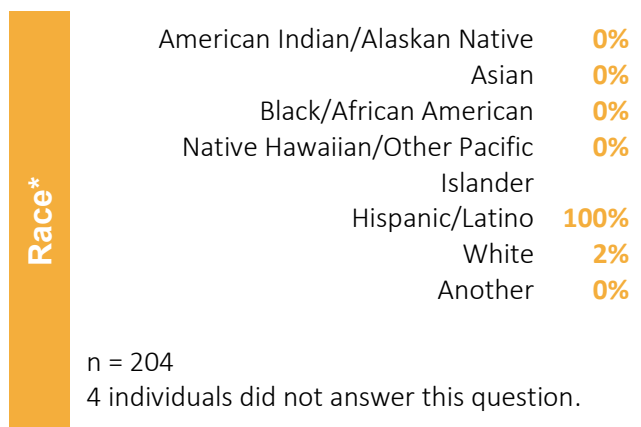 Race*
American Indian/Alaskan Native 0%
Asian 0%
Black/African American 0%
Native Hawaiian/Other Pacific 0%
Islander
Hispanic/Latino 100%
White 2%
Another 0%
n = 204
4 individuals did not answer this question.